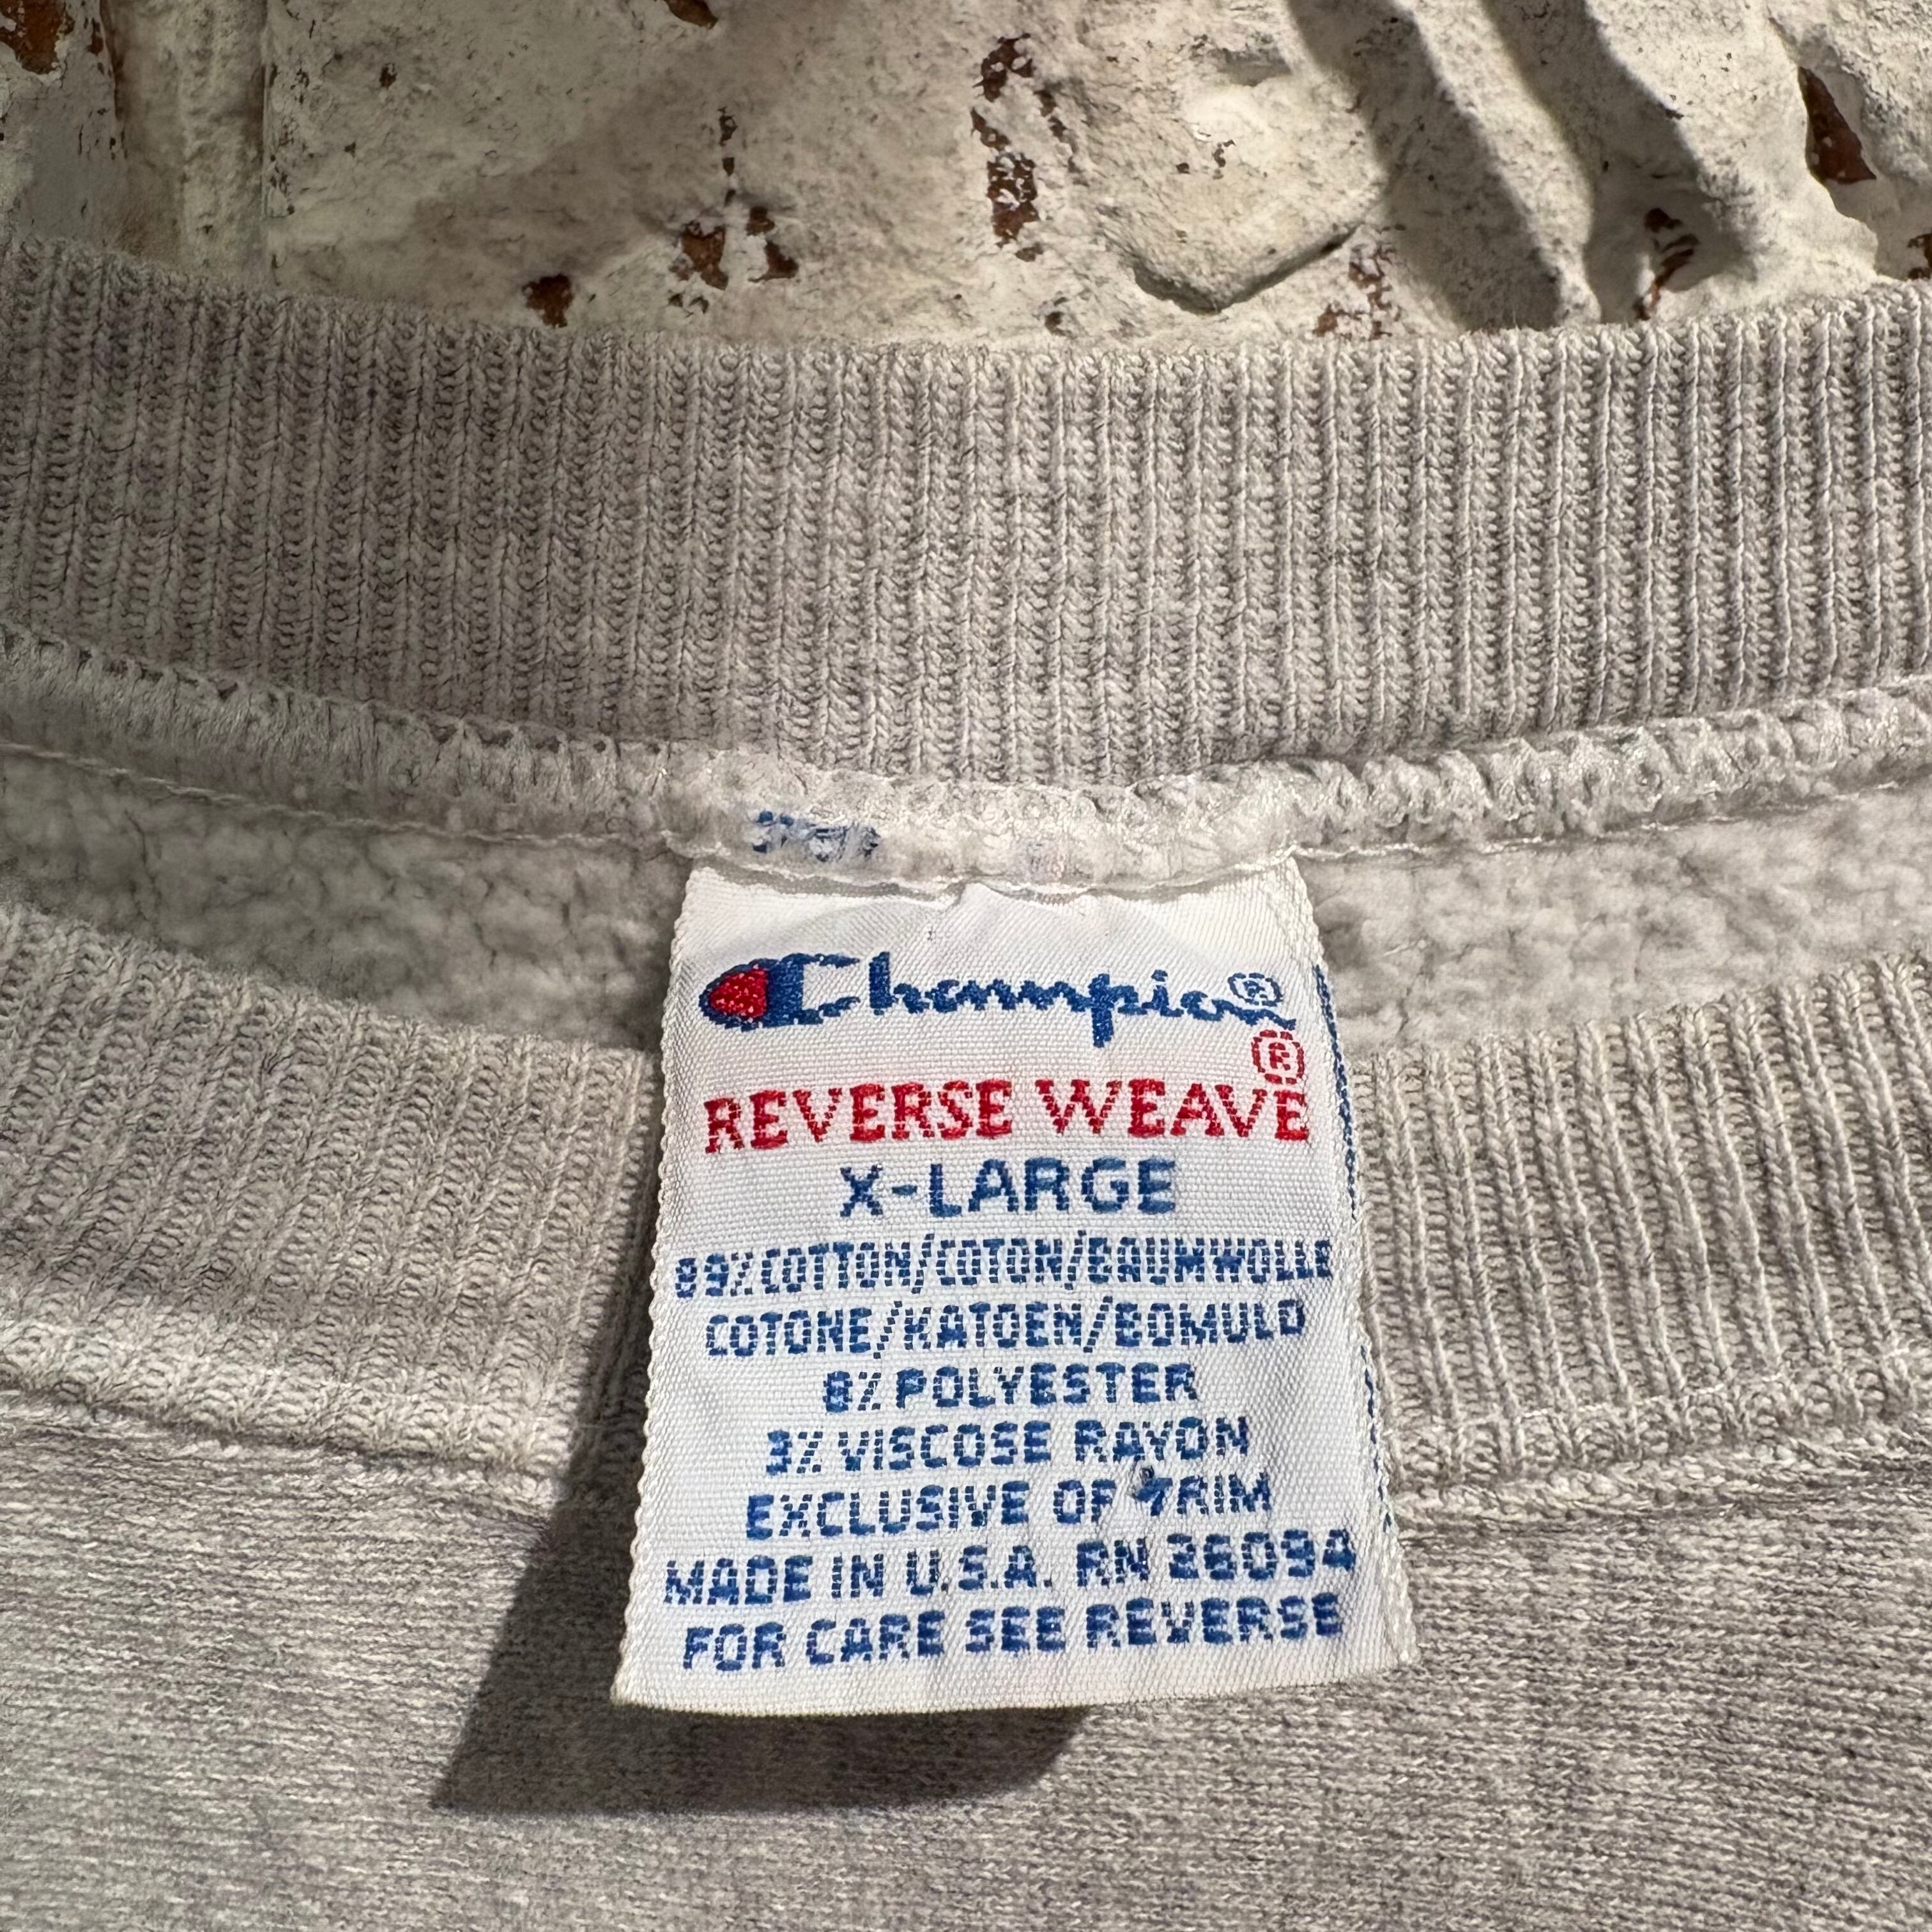 Champion®
®
REVERSE WEAVE
X-LARGE
89% COTTON/COTON/BAUMWOLLE
COTONE/KATOEN/BOMULD
8% POLYESTER
3% VISCOSE RAYON
EXCLUSIVE OF TRIM
MADE IN U.S.A. RN 26094
FOR CARE SEE REVERSE